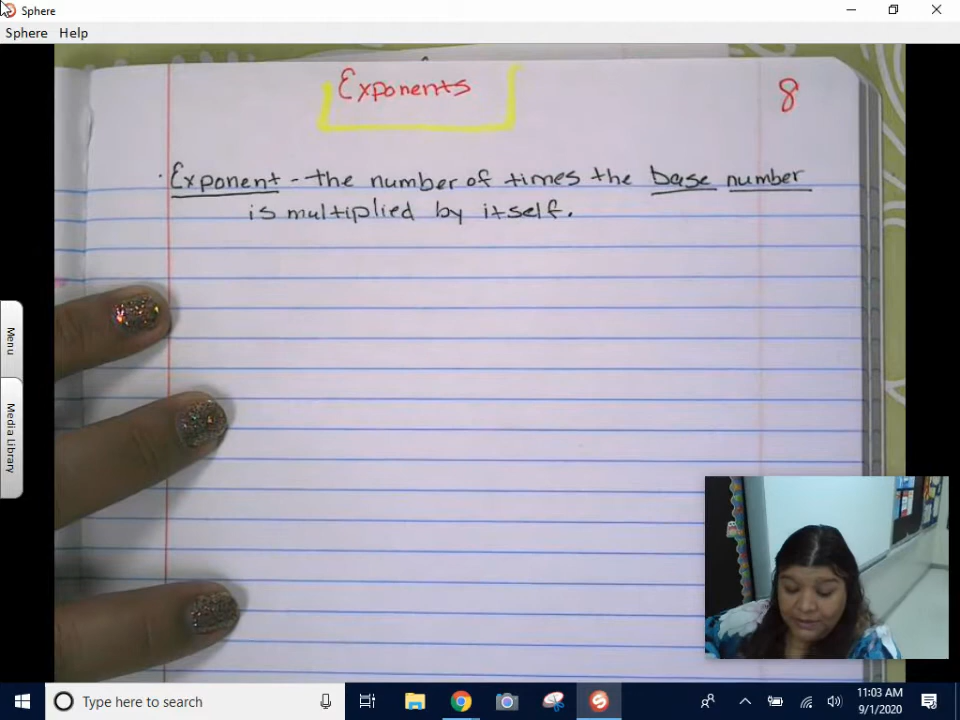 Sphere
Sphere Help
Exponents
8
· Exponent - the number of times the base number
is multiplied by itself.
Menu
Media Library
Type here to search
11:03 AM
9/1/2020